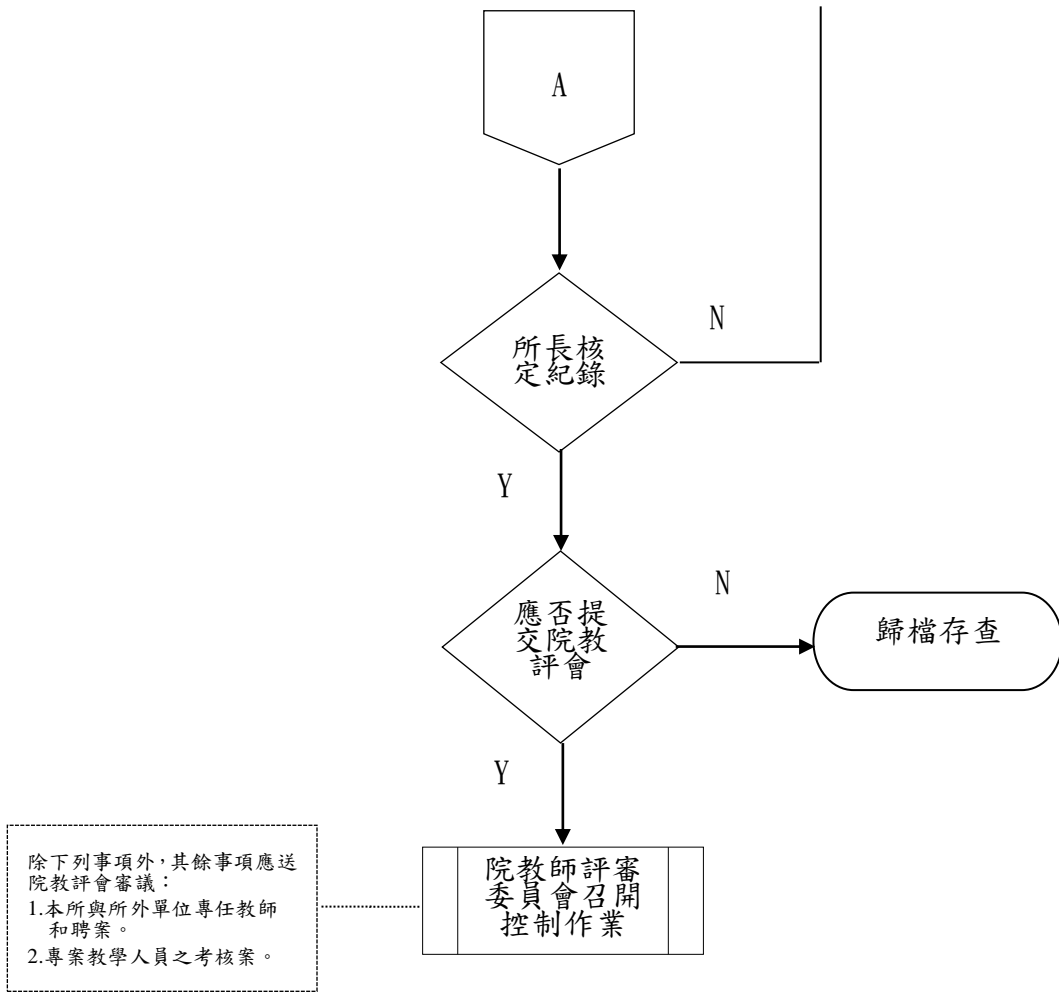 A
所長核
定紀錄
N
Y
應否提
交院教
評會
N
歸檔存查
Y
院教師評審
委員會召開
控制作業
除下列事項外，其餘事項應送
院教評會審議：
1.本所與所外單位專任教師
和聘案。
2.專案教學人員之考核案。